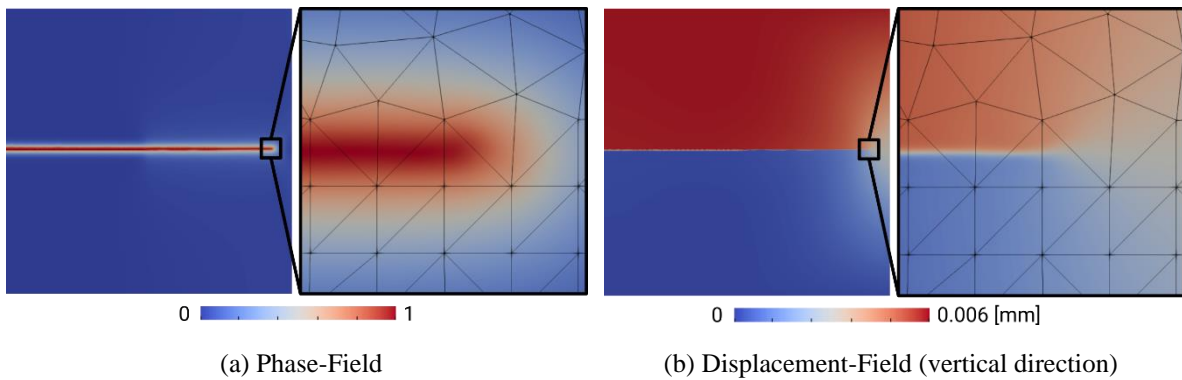 0 1
0 0.006 [mm]
(a) Phase-Field
(b) Displacement-Field (vertical direction)